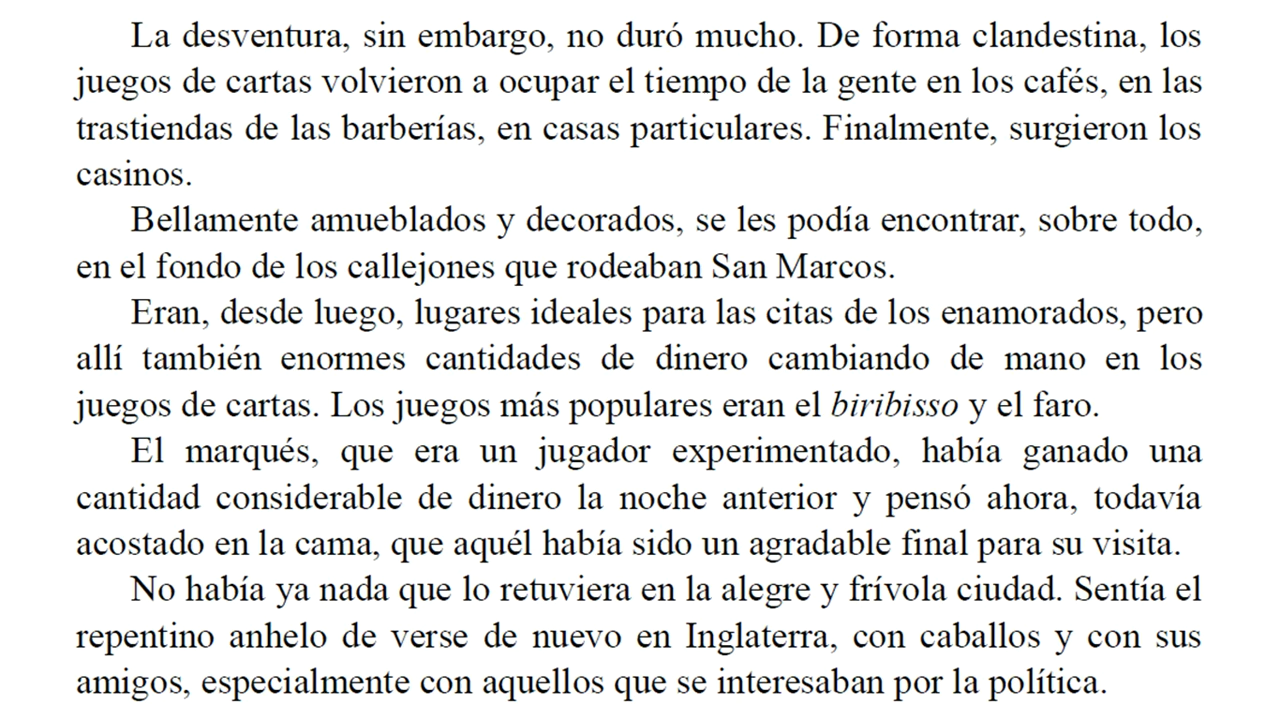 La desventura, sin embargo, no duró mucho. De forma clandestina, los
juegos de cartas volvieron a ocupar el tiempo de la gente en los cafés, en las
trastiendas de las barberías, en casas particulares. Finalmente, surgieron los
casinos.
Bellamente amueblados y decorados, se les podía encontrar, sobre todo,
en el fondo de los callejones que rodeaban San Marcos.
Eran, desde luego, lugares ideales para las citas de los enamorados, pero
allí también enormes cantidades de dinero cambiando de mano en los
juegos de cartas. Los juegos más populares eran el biribisso y el faro.
El marqués, que era un jugador experimentado, había ganado una
cantidad considerable de dinero la noche anterior y pensó ahora, todavía
acostado en la cama, que aquél había sido un agradable final para su visita.
No había ya nada que lo retuviera en la alegre y frívola ciudad. Sentía el
repentino anhelo de verse de nuevo en Inglaterra, con caballos y con sus
amigos, especialmente con aquellos que se interesaban por la política.